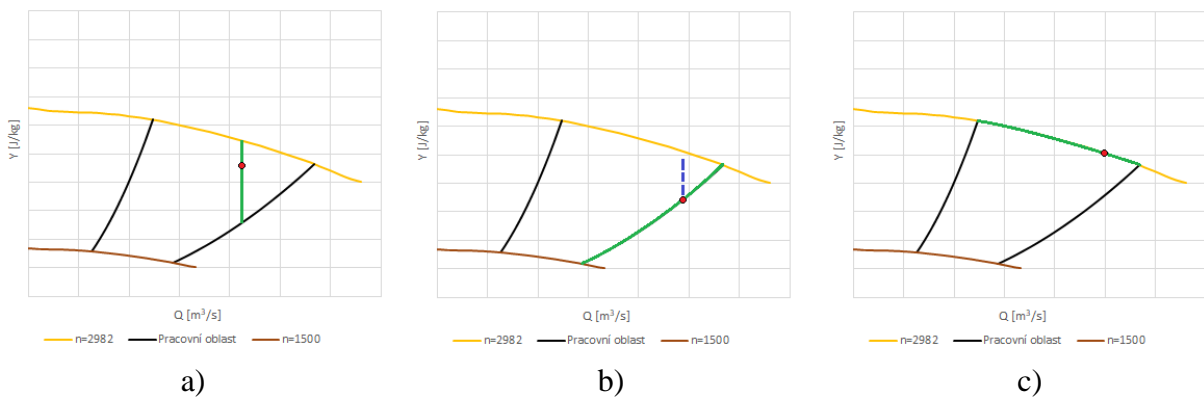 Y [J/kg]
Q [m³/s]
n=2982 Pracovní oblast n=1500
a)
Y [J/kg]
Q [m³/s]
n=2982 Pracovní oblast n=1500
b)
Y [J/kg]
Q [m³/s]
n=2982 Pracovní oblast n=1500
c)